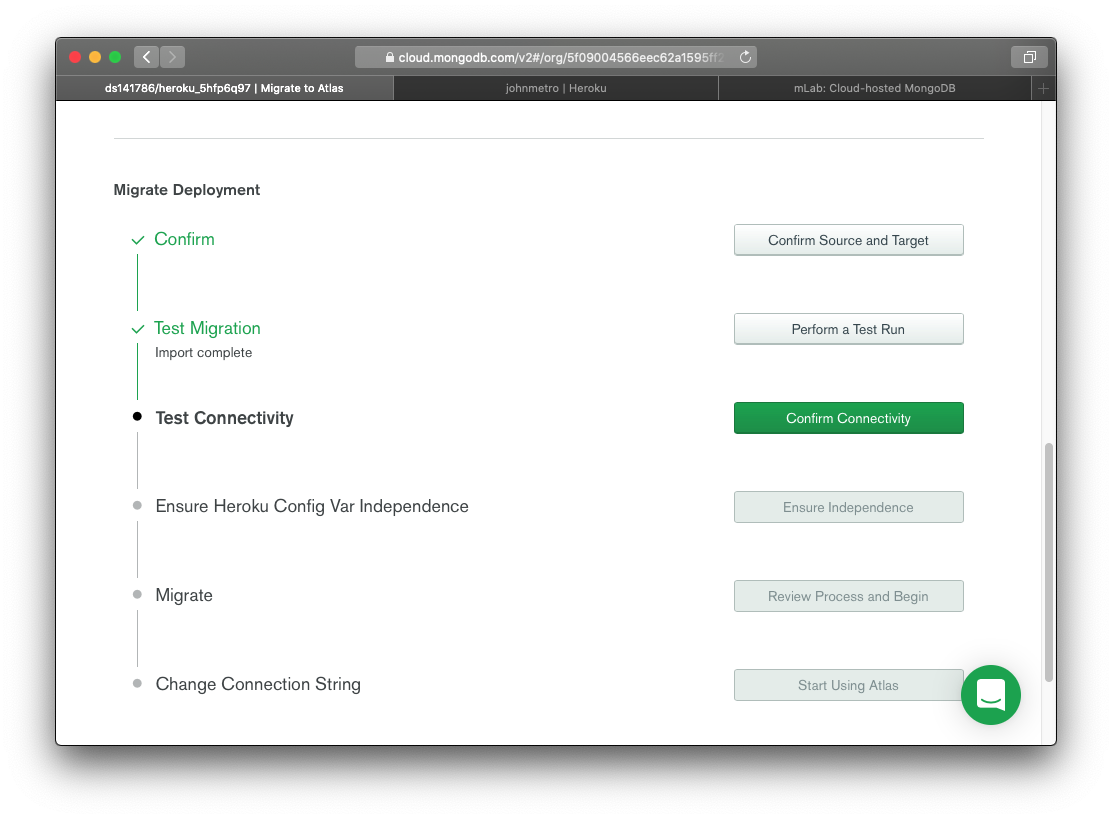 cloud.mongodb.com/v2#/org/5f09004566eec62a1595ff2
ds141786/heroku_5hfp6q97 | Migrate to Atlas
johnmetro | Heroku
mLab: Cloud-hosted MongoDB
Migrate Deployment
Confirm
Confirm Source and Target
Test Migration
Perform a Test Run
Import complete
Test Connectivity
Confirm Connectivity
Ensure Heroku Config Var Independence
Ensure Independence
Migrate
Review Process and Begin
Change Connection String
Start Using Atlas